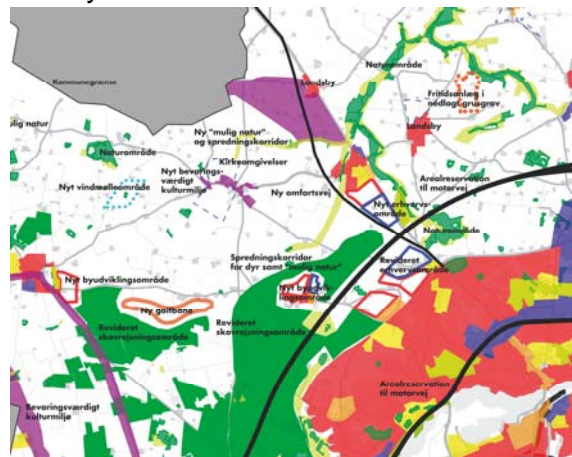 Kommunegrænse
Landsby
Naturområde
Fritidsanlæg i
nedlagt grusgrav
Landsby
mulig natur
Ny "mulig natur"
og spredningskorridor
Naturområde
Kirkeomgivelser
Nyt bevarings-
værdigt
kulturmiljø
Nyt vindmølleområde
Ny omfartsvej
Arealreservation
til motorvej
Nyt erhvervs-
område
Naturområde
Spredningskorridor
for dyr samt "mulig natur"
Revideret
erhvervsområde
Nyt byudviklingsområde
Nyt byudvik-
lingsområde
Ny golfbane
Revideret
skovrejsningsområde
Revideret
skovrejsningsområde
Arealreservation
til motorvej
Bevaringsværdigt
kulturmiljø